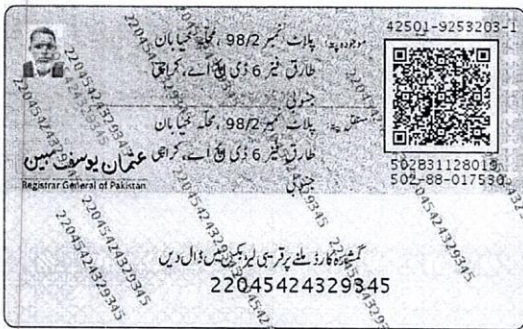 42501-9253203-1
موجودہ پتہ: پلاٹ نمبر 98/2 ، محلّہ خیابان
طارق فیز 6 ڈی ایچ اے، کراچی
جنوبی
مستقل پتہ: پلاٹ نمبر 98/2 ، محلّہ خیابان
طارق فیز 6 ڈی ایچ اے، کراچی
جنوبی
عثمان یوسف مبین
Registrar General of Pakistan
502831128019
502-88-017530
گمشدہ کارڈ ملنے پر قریبی لیٹر بکس میں ڈال دیں
22045424329345